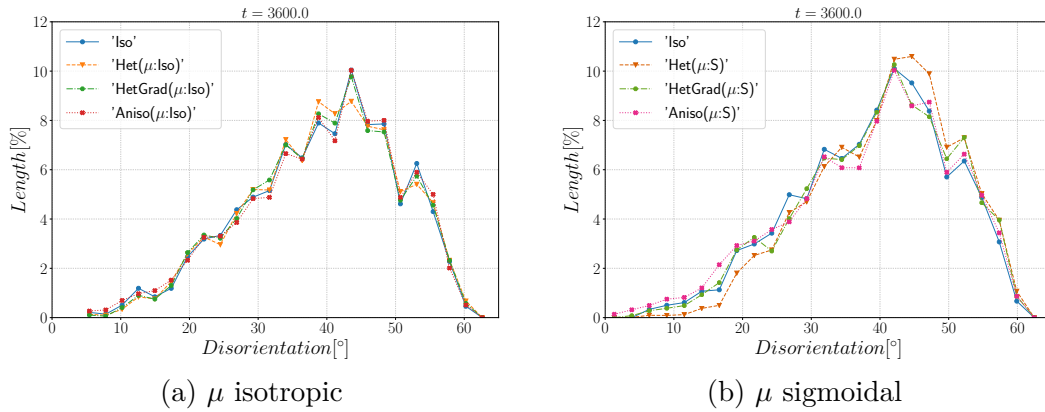 t = 3600.0
Length[%]
12
10
8
6
4
2
0
'Iso'
'Het(μ:Iso)'
'HetGrad(μ:Iso)'
'Aniso(μ:Iso)'
0 10 20 30 40 50 60
Disorientation[°]
(a) μ isotropic
t = 3600.0
Length[%]
12
10
8
6
4
2
0
'Iso'
'Het(μ:S)'
'HetGrad(μ:S)'
'Aniso(μ:S)'
0 10 20 30 40 50 60
Disorientation[°]
(b) μ sigmoidal